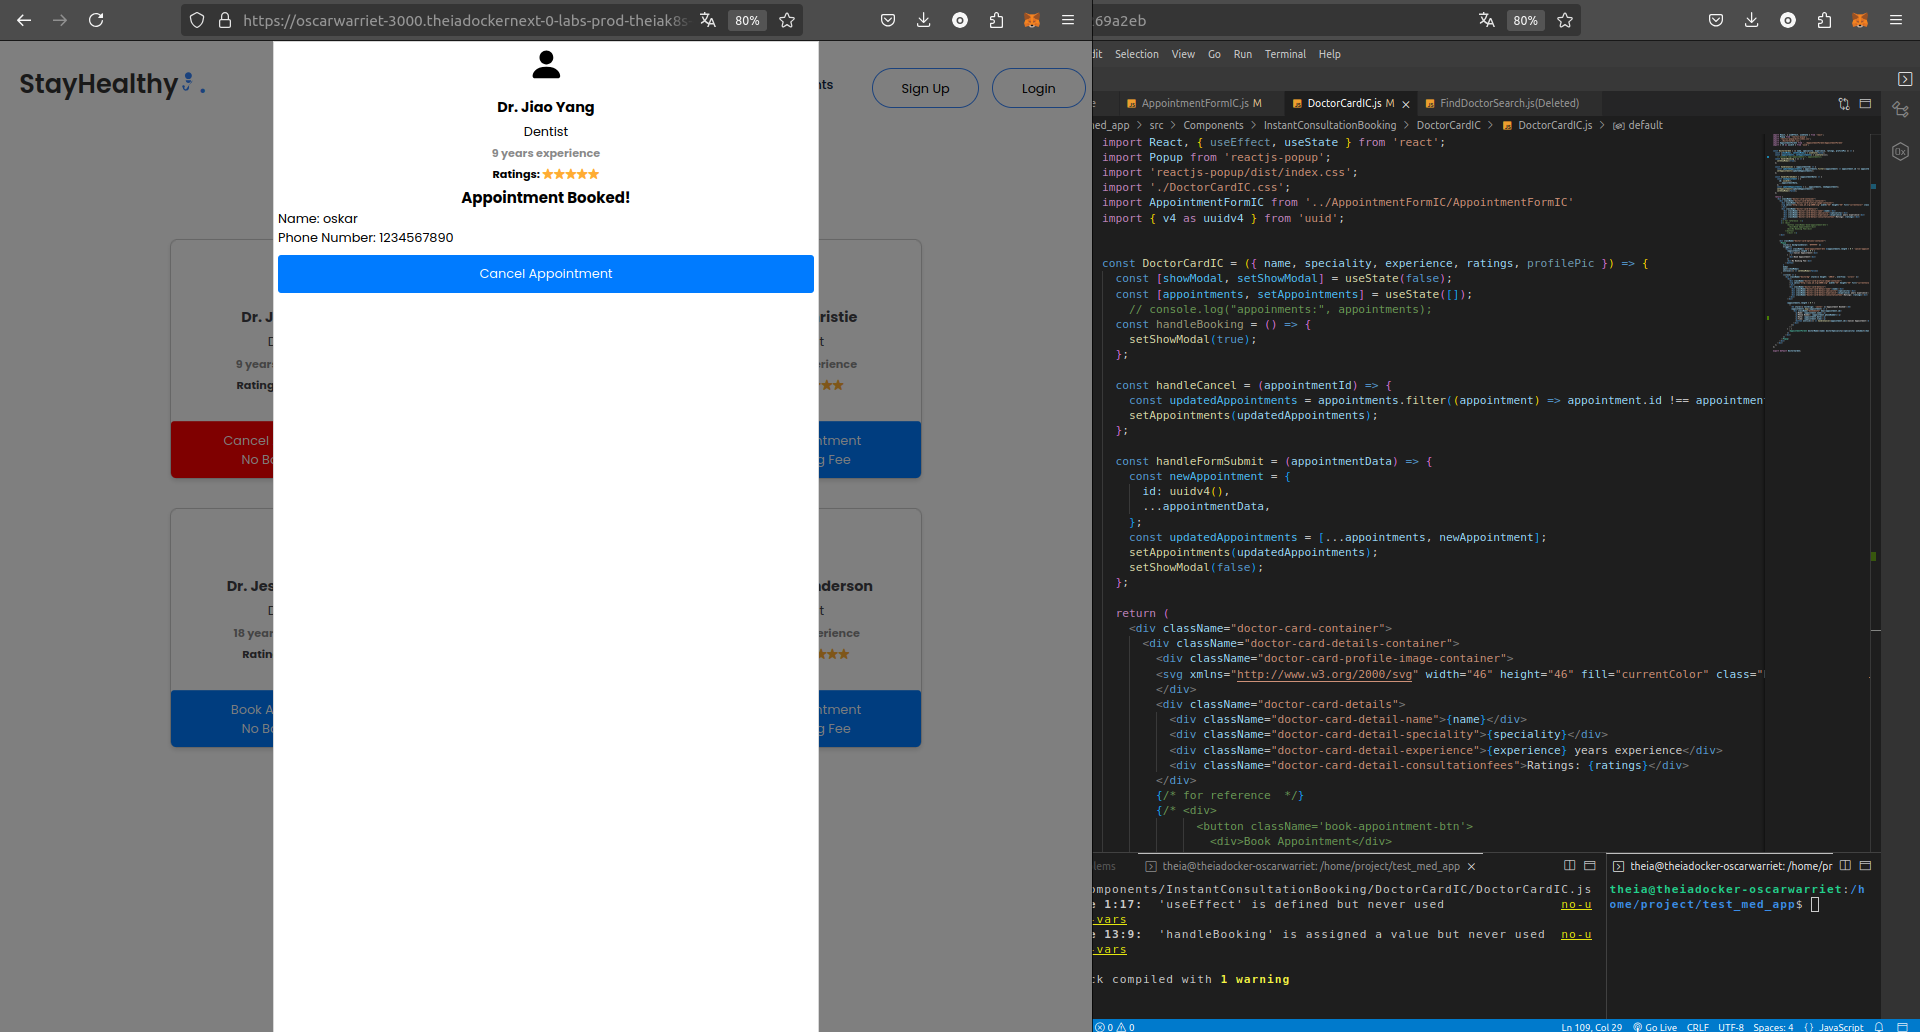 https://oscarwarriet-3000.theiadockernext-0-labs-prod-theiak8s-
80%
StayHealthy
nts
Sign Up
Login
Dr. Jiao Yang
Dentist
9 years experience
Ratings: ★★★★★
Appointment Booked!
Name: oskar
Phone Number: 1234567890
Cancel Appointment
Dr. J
D
9 year
Rating
Cancel
No Bo
ristie
rience
★★
ntment
g Fee
Dr. Jes
D
18 year
Ratin
Book A
No B
nderson
t
erience
★★★
ntment
g Fee
:69a2eb
80%
dit Selection View Go Run Terminal Help
e AppointmentFormIC.js M DoctorCardIC.js M FindDoctorSearch.js(Deleted)
ned_app > src > Components > InstantConsultationBooking > DoctorCardIC > DoctorCardIC.js > default
import React, { useEffect, useState } from 'react';
import Popup from 'reactjs-popup';
import 'reactjs-popup/dist/index.css';
import './DoctorCardIC.css';
import AppointmentFormIC from '../AppointmentFormIC/AppointmentFormIC'
import { v4 as uuidv4 } from 'uuid';
const DoctorCardIC = ({ name, speciality, experience, ratings, profilePic }) => {
const [showModal, setShowModal] = useState(false);
const [appointments, setAppointments] = useState([]);
// console.log("appoinments:", appointments);
const handleBooking = () => {
setShowModal(true);
};
const handleCancel = (appointmentId) => {
const updatedAppointments = appointments.filter((appointment) => appointment.id !== appointment
setAppointments(updatedAppointments);
};
const handleFormSubmit = (appointmentData) => {
const newAppointment = {
id: uuidv4(),
...appointmentData,
};
const updatedAppointments = [...appointments, newAppointment];
setAppointments(updatedAppointments);
setShowModal(false);
};
return (
<div className="doctor-card-container">
<div className="doctor-card-details-container">
<div className="doctor-card-profile-image-container">
<svg xmlns="http://www.w3.org/2000/svg" width="46" height="46" fill="currentColor" class="
</div>
<div className="doctor-card-details">
<div className="doctor-card-detail-name">{name}</div>
<div className="doctor-card-detail-speciality">{speciality}</div>
<div className="doctor-card-detail-experience">{experience} years experience</div>
<div className="doctor-card-detail-consultationfees">Ratings: {ratings}</div>
</div>
{/* for reference */}
{/* <div>
<button className='book-appointment-btn'>
<div>Book Appointment</div>
lems theia@theiadocker-oscarwarriet: /home/project/test_med_app
omponents/InstantConsultationBooking/DoctorCardIC/DoctorCardIC.js
e 1:17: 'useEffect' is defined but never used no-u
-vars
e 13:9: 'handleBooking' is assigned a value but never used no-u
-vars
ck compiled with 1 warning
theia@theiadocker-oscarwarriet: /home/pr
theia@theiadocker-oscarwarriet:/h
ome/project/test_med_app$
0 0 Ln 109, Col 29 Go Live CRLF UTF-8 Spaces: 4 {} JavaScript